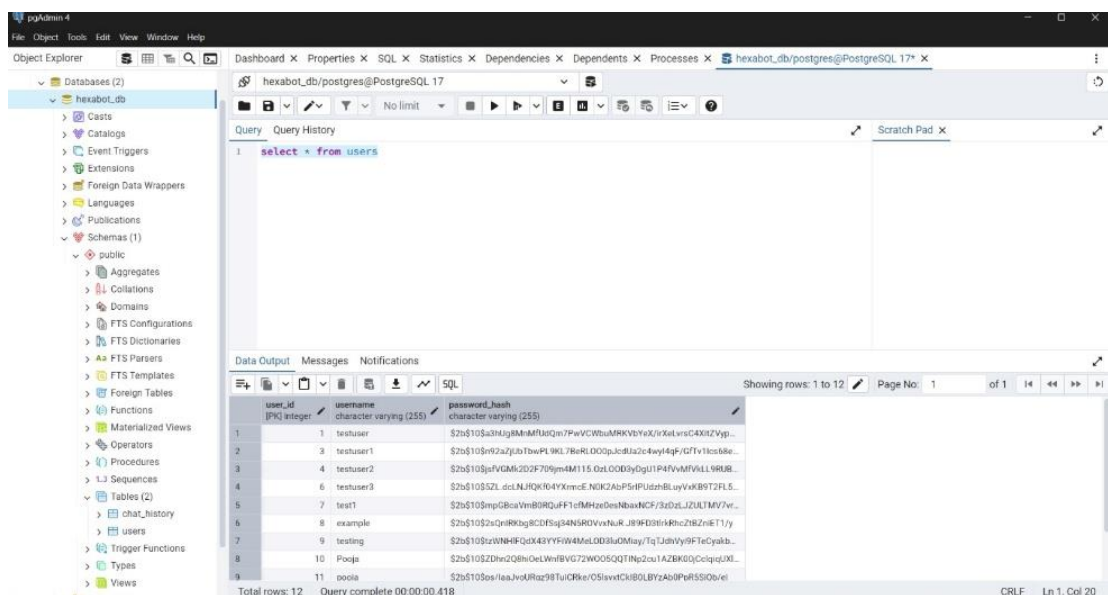 pgAdmin 4
File Object Tools Edit View Window Help
Object Explorer
Dashboard X Properties X SQL X Statistics X Dependencies X Dependents X Processes X hexabot_db/postgres@PostgreSQL 17* X
Databases (2)
hexabot_db
Casts
Catalogs
Event Triggers
Extensions
Foreign Data Wrappers
Languages
Publications
Schemas (1)
public
Aggregates
Collations
Domains
FTS Configurations
FTS Dictionaries
FTS Parsers
FTS Templates
Foreign Tables
Functions
Materialized Views
Operators
Procedures
Sequences
Tables (2)
chat_history
users
Trigger Functions
Types
Views
hexabot_db/postgres@PostgreSQL 17
No limit
Query Query History
Scratch Pad X
1 select * from users
Data Output Messages Notifications
SQL
Showing rows: 1 to 12
Page No: 1 of 1
user_id username password_hash
[PK] integer character varying (255) character varying (255)
1 1 testuser
2 3 testuser1
3 4 testuser2
4 6 testuser3
5 7 test1
6 8 example
7 9 testing
8 10 Pooja
9 11 pooja
Total rows: 12 Query complete 00:00:00.418
CRLF Ln 1, Col 20